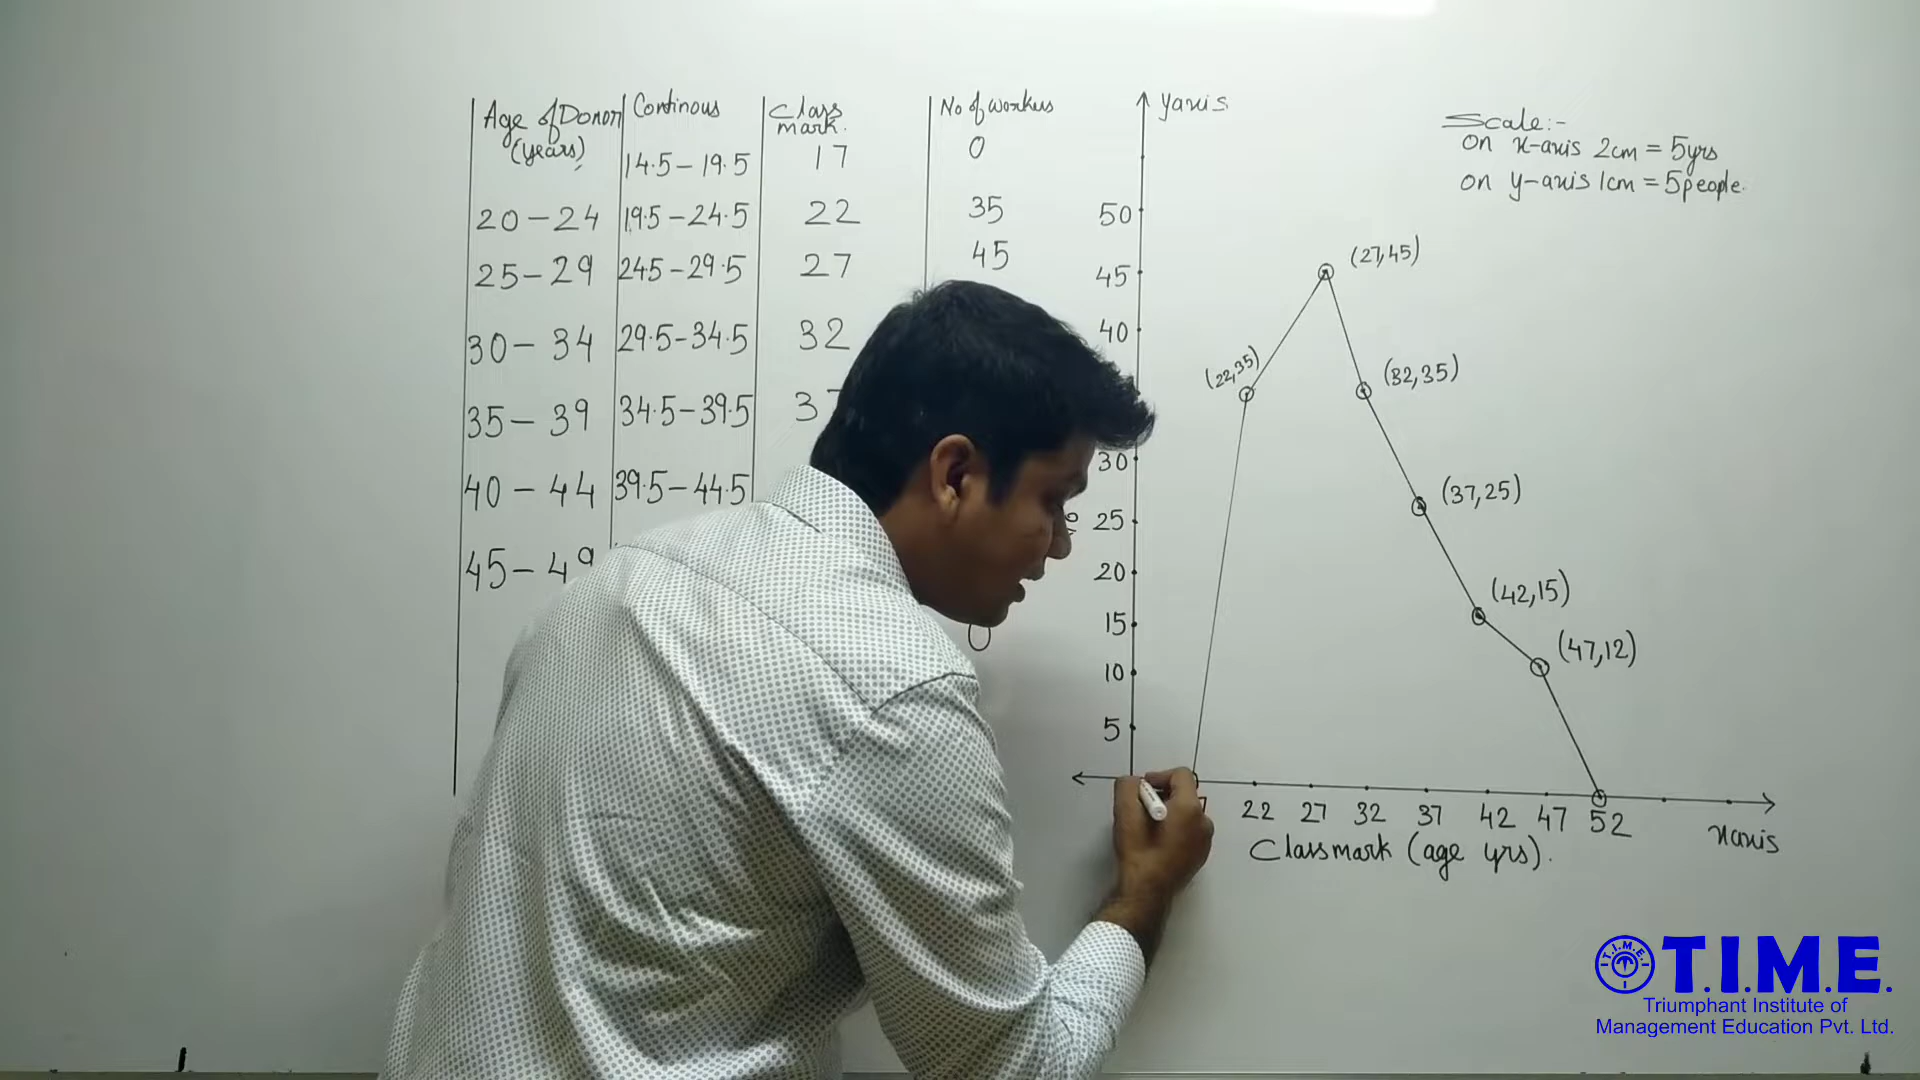 Age of Donor
(years)
Continous
Class
mark.
No of workers
14.5 – 19.5
17
0
20 – 24
19.5 – 24.5
22
35
25 – 29
24.5 – 29.5
27
45
30 – 34
29.5 – 34.5
32
35 – 39
34.5 – 39.5
40 – 44
39.5 – 44.5
45 – 49
0
yaxis
50
45
40
30
25
20
15
10
5
(22,35)
(27,45)
(32,35)
(37,25)
(42,15)
(47,12)
22 27 32 37 42 47 52
xaxis
Classmark (age yrs).
Scale:-
On x-axis 2cm = 5yrs
on y-axis 1cm = 5people.
T.I.M.E.
T.I.M.E.
Triumphant Institute of
Management Education Pvt. Ltd.